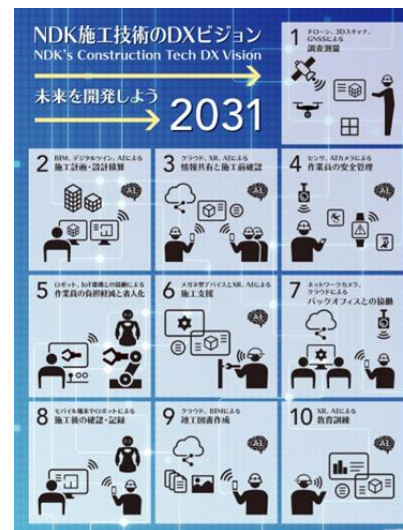 NDK施工技術のDXビジョン
NDK's Construction Tech DX Vision
未来を開発しよう
2031
1
ドローン、3Dスキャナ、
GNSSによる
調査測量
2
BIM、デジタルツイン、AIによる
施工計画・設計積算
AI
3
クラウド、XR、AIによる
情報共有と施工前確認
AI
4
センサ、AIカメラによる
作業員の安全管理
AI
5
ロボット、IoT建機との協働による
作業員の負担軽減と省人化
6
メガネ型デバイスとXR、AIによる
施工支援
AI
7
ネットワークカメラ、
クラウドによる
バックオフィスとの協働
8
モバイル端末やロボットによる
施工後の確認・記録
9
クラウド、BIMによる
竣工図書作成
10
XR、AIによる
教育訓練
AI